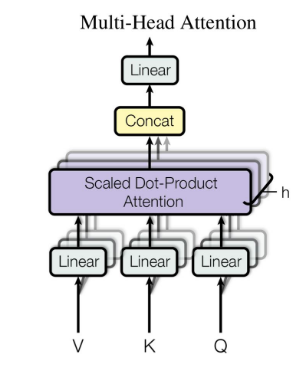 Multi-Head Attention
Linear
Concat
Scaled Dot-Product
Attention
h
Linear
Linear
Linear
V
K
Q